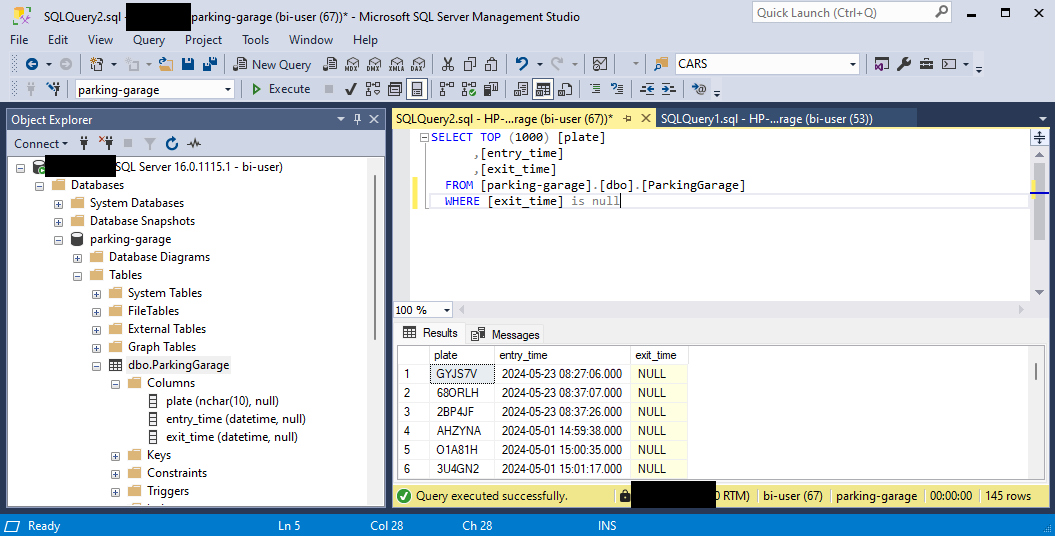 SQLQuery2.sql - parking-garage (bi-user (67))* - Microsoft SQL Server Management Studio
Quick Launch (Ctrl+Q)
File Edit View Query Project Tools Window Help
New Query MDX DMX XMLA DAX CARS
parking-garage Execute
Object Explorer
Connect
SQL Server 16.0.1115.1 - bi-user)
Databases
System Databases
Database Snapshots
parking-garage
Database Diagrams
Tables
System Tables
FileTables
External Tables
Graph Tables
dbo.ParkingGarage
Columns
plate (nchar(10), null)
entry_time (datetime, null)
exit_time (datetime, null)
Keys
Constraints
Triggers
SQLQuery2.sql - HP-...rage (bi-user (67))* SQLQuery1.sql - HP-...rage (bi-user (53))
SELECT TOP (1000) [plate]
,[entry_time]
,[exit_time]
FROM [parking-garage].[dbo].[ParkingGarage]
WHERE [exit_time] is null
100 %
Results Messages
plate entry_time exit_time
1 GYJS7V 2024-05-23 08:27:06.000 NULL
2 68ORLH 2024-05-23 08:37:07.000 NULL
3 2BP4JF 2024-05-23 08:37:26.000 NULL
4 AHZYNA 2024-05-01 14:59:38.000 NULL
5 O1A81H 2024-05-01 15:00:35.000 NULL
6 3U4GN2 2024-05-01 15:01:17.000 NULL
Query executed successfully. RTM) bi-user (67) parking-garage 00:00:00 145 rows
Ready Ln 5 Col 28 Ch 28 INS